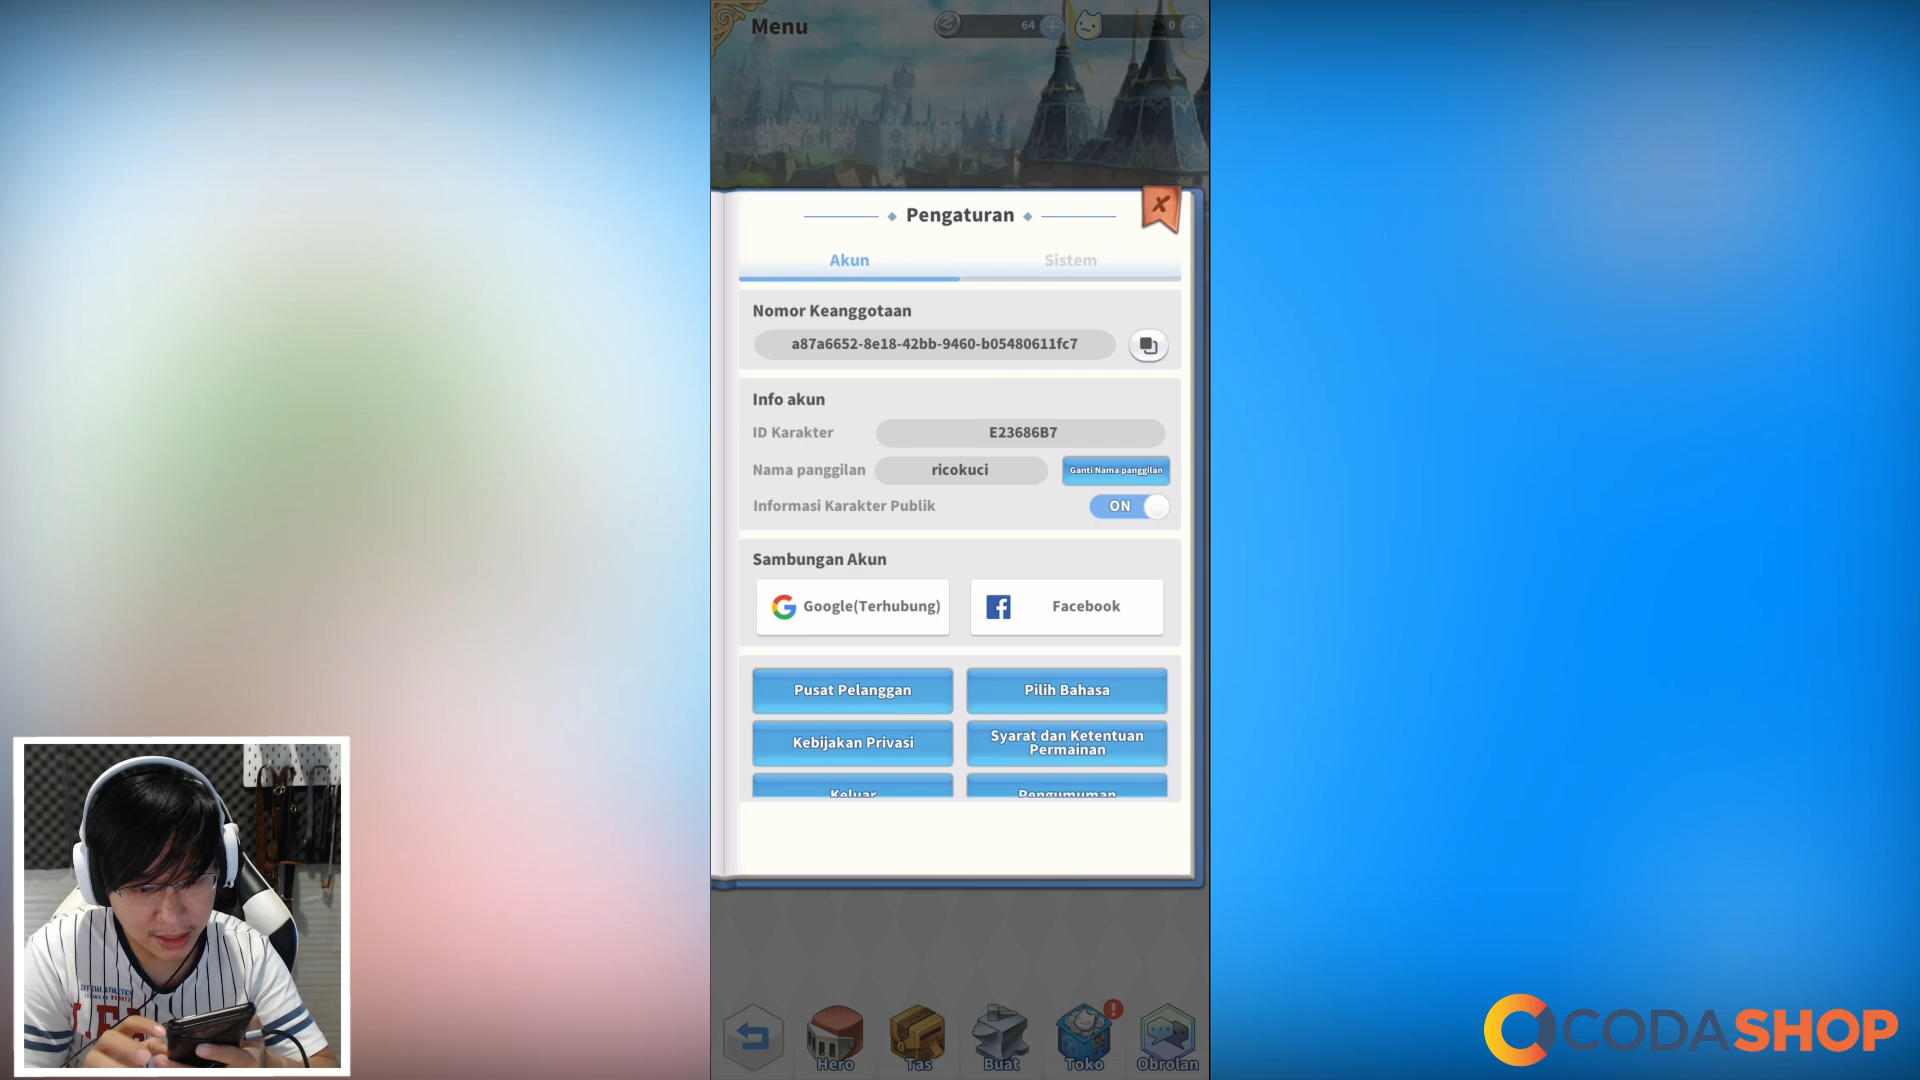 Menu
64
0
Pengaturan
Akun
Sistem
Nomor Keanggotaan
a87a6652-8e18-42bb-9460-b05480611fc7
Info akun
ID Karakter
E23686B7
Nama panggilan
ricokuci
Ganti Nama panggilan
Informasi Karakter Publik
ON
Sambungan Akun
Google(Terhubung)
Facebook
Pusat Pelanggan
Pilih Bahasa
Kebijakan Privasi
Syarat dan Ketentuan
Permainan
Keluar
Pengumuman
Hero
Tas
Buat
Toko
Obrolan
CODASHOP